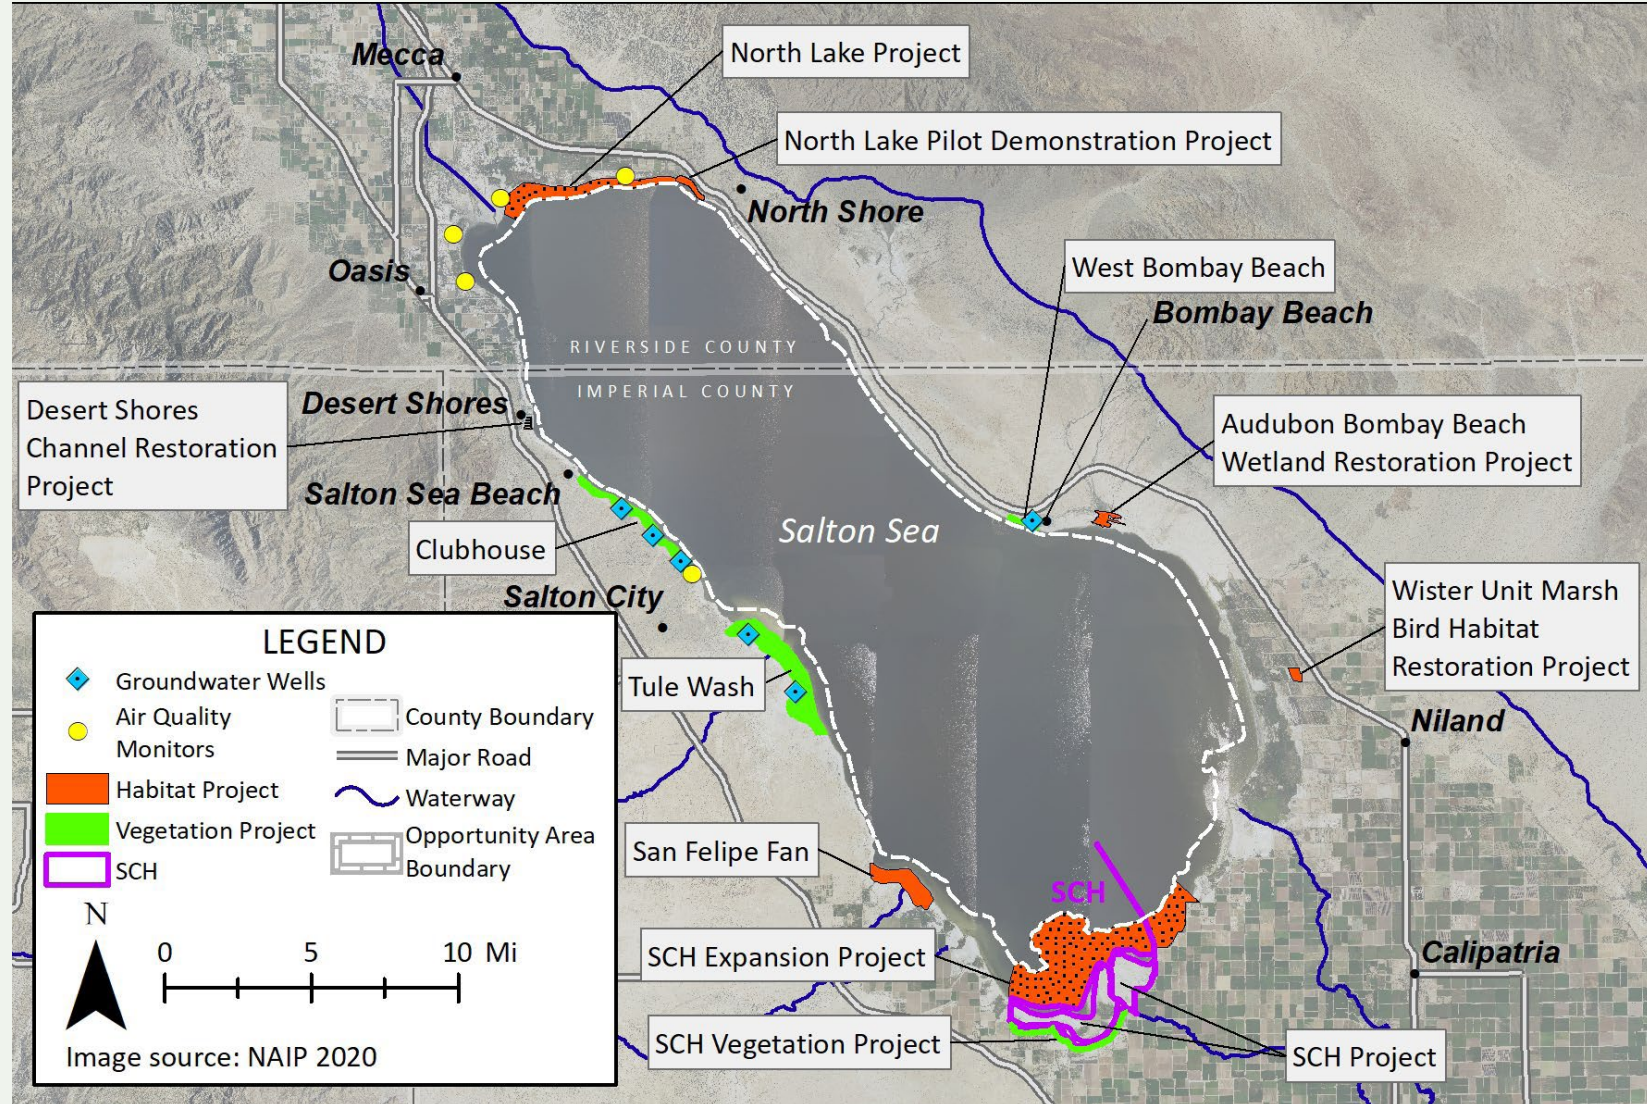 Mecca
North Lake Project
North Lake Pilot Demonstration Project
North Shore
Oasis
West Bombay Beach
Bombay Beach
RIVERSIDE COUNTY
IMPERIAL COUNTY
Desert Shores
Channel Restoration
Project
Desert Shores
Audubon Bombay Beach
Wetland Restoration Project
Salton Sea Beach
Salton Sea
Clubhouse
Salton City
Wister Unit Marsh
Bird Habitat
Restoration Project
Tule Wash
Niland
San Felipe Fan
SCH
SCH Expansion Project
Calipatria
SCH Vegetation Project
SCH Project
LEGEND
Groundwater Wells
Air Quality
Monitors
Habitat Project
Vegetation Project
SCH
County Boundary
Major Road
Waterway
Opportunity Area
Boundary
N
0 5 10 Mi
Image source: NAIP 2020